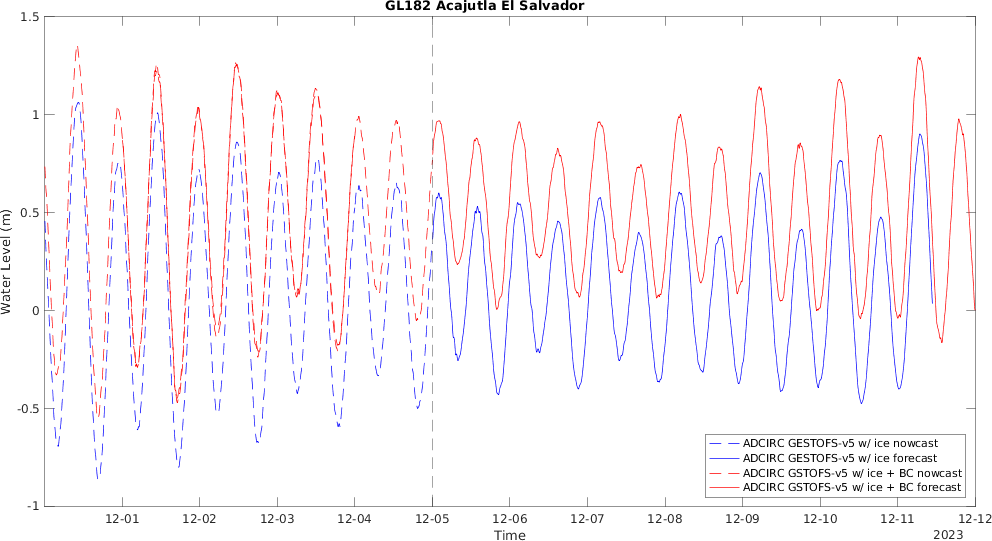 GL182 Acajutla El Salvador
1.5
1
0.5
0
-0.5
-1
Water Level (m)
12-01 12-02 12-03 12-04 12-05 12-06 12-07 12-08 12-09 12-10 12-11 12-12
Time
2023
ADCIRC GESTOFS-v5 w/ ice nowcast
ADCIRC GESTOFS-v5 w/ ice forecast
ADCIRC GSTOFS-v5 w/ ice + BC nowcast
ADCIRC GSTOFS-v5 w/ ice + BC forecast